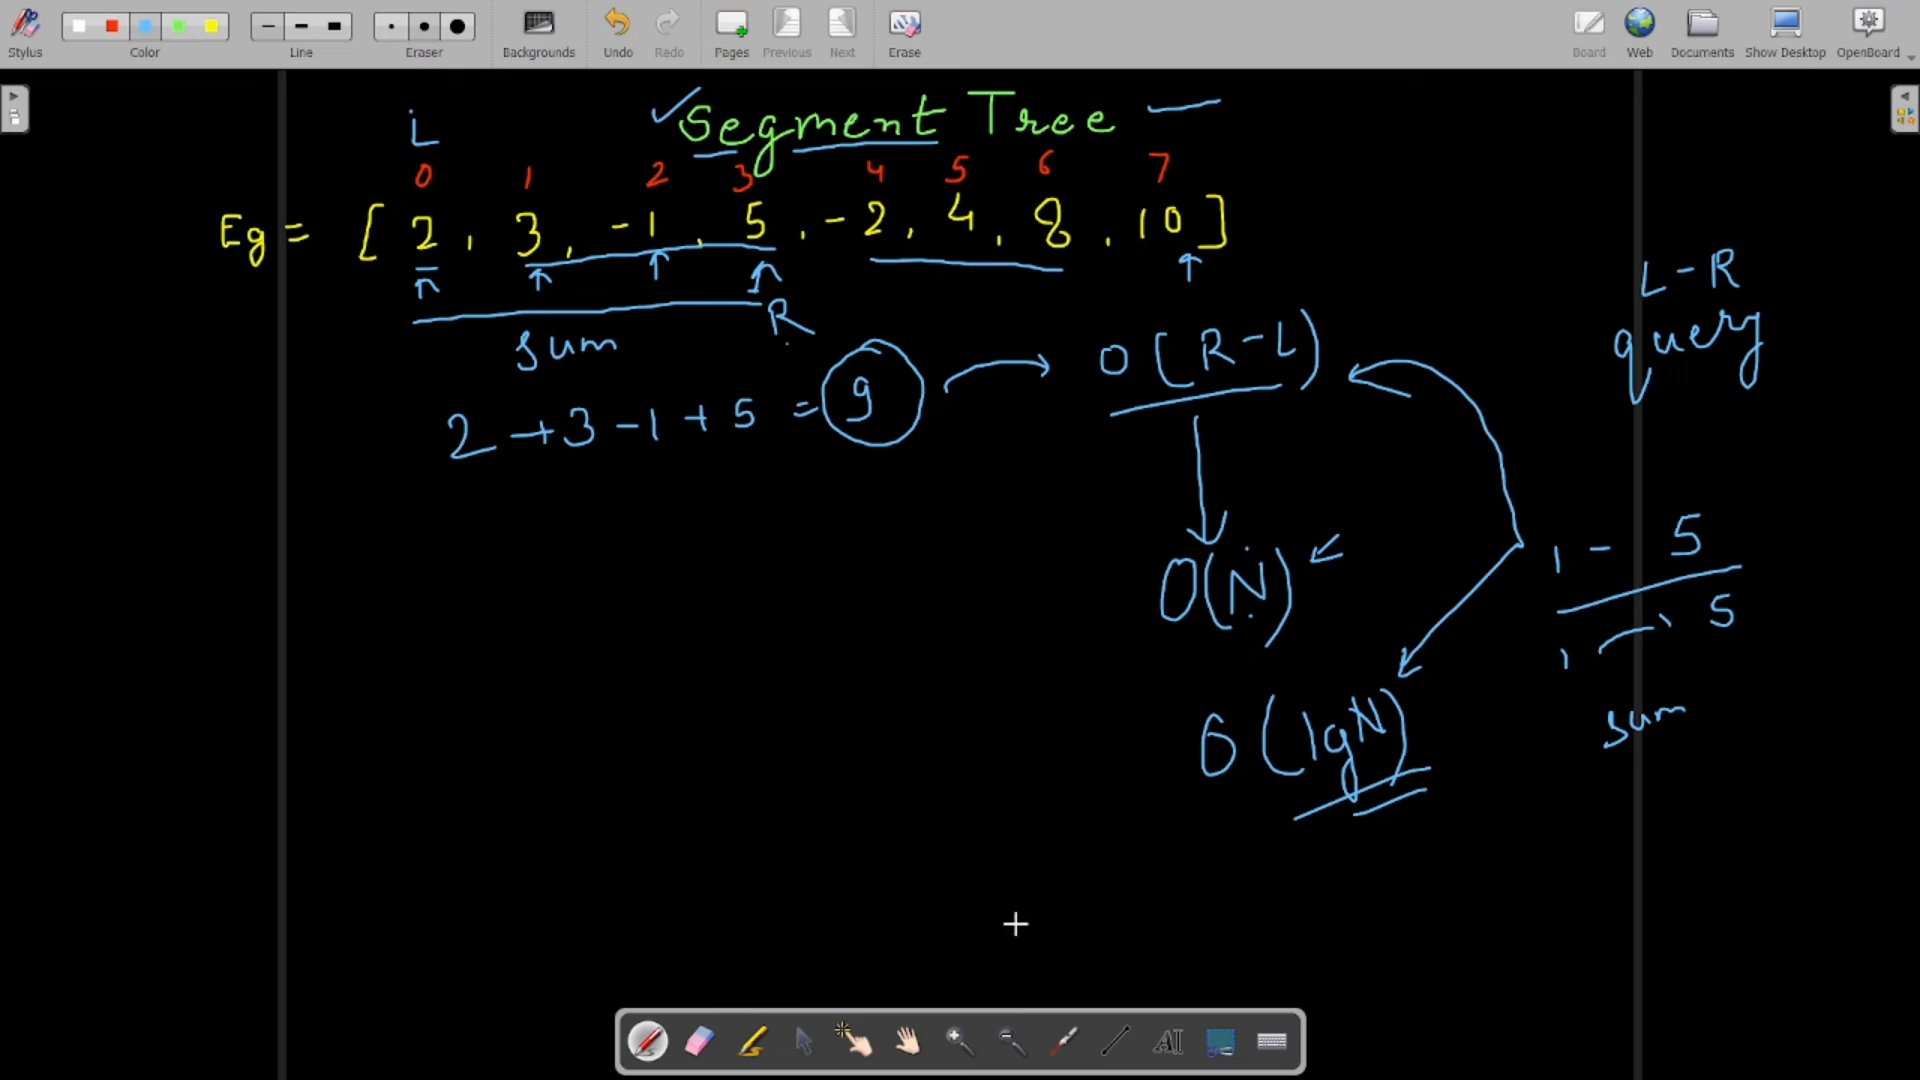 Stylus Color Line Eraser Backgrounds Undo Redo Pages Previous Next Erase Board Web Documents Show Desktop OpenBoard
L
Segment Tree
0 1 2 3 4 5 6 7
Eg = [ 2, 3, -1, 5, -2, 4, 8, 10 ]
L - R
query
R
sum
O (R-L)
2 + 3 - 1 + 5 = 9
1 - 5
O(N)
1 , 5
O (lgN)
sum
AI